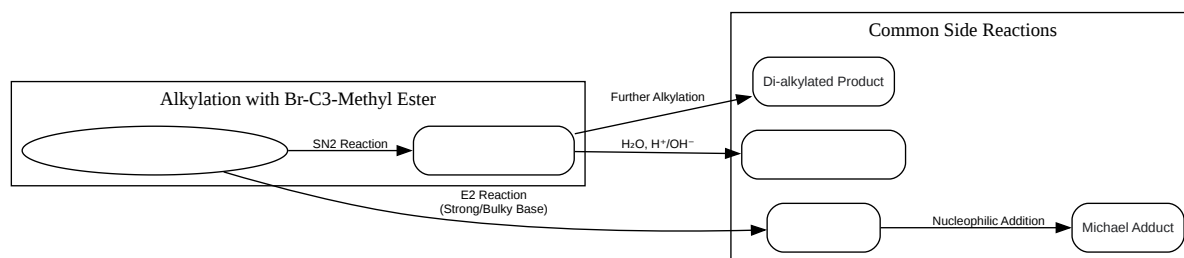 Common Side Reactions
Di-alkylated Product
Alkylation with Br-C3-Methyl Ester
Further Alkylation
SN2 Reaction
H₂O, H⁺/OH⁻
E2 Reaction
(Strong/Bulky Base)
Nucleophilic Addition
Michael Adduct